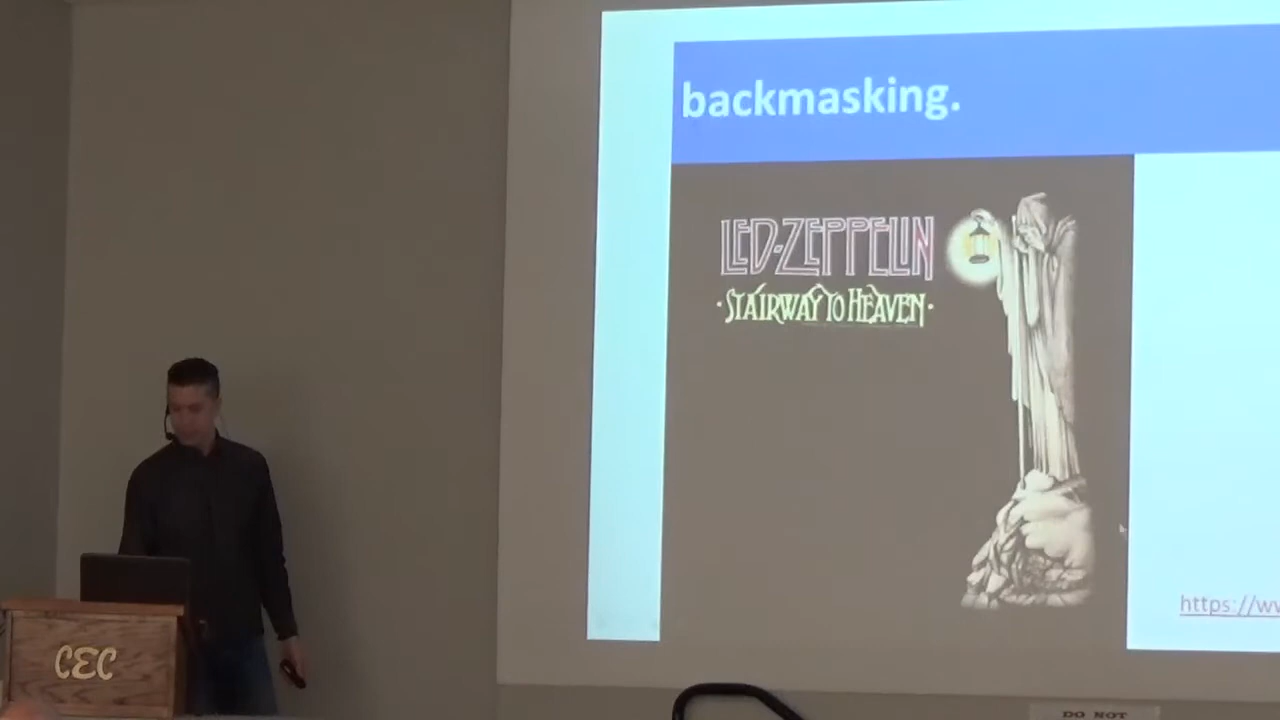 backmasking.
LED-ZEPPELIN
·STAIRWAY TO HEAVEN·
https://w
CEC
DO NOT